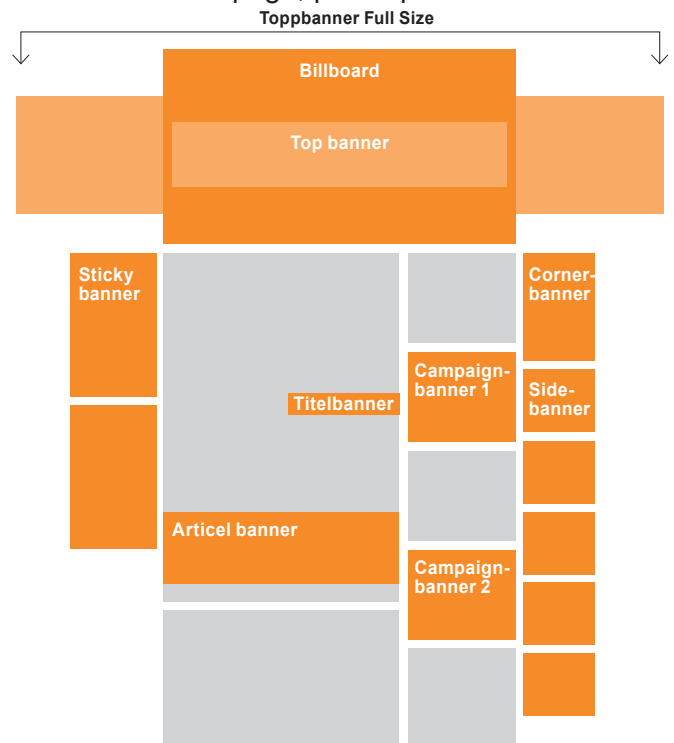 Toppbanner Full Size
Billboard
Top banner
Sticky
banner
Corner-
banner
Campaign-
banner 1
Side-
banner
Titelbanner
Articel banner
Campaign-
banner 2